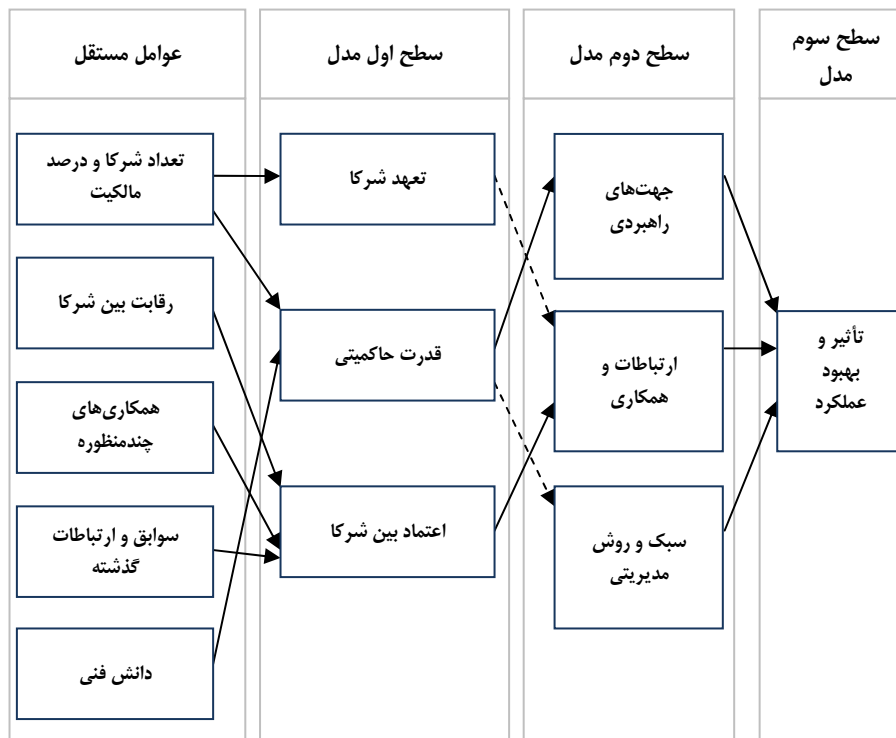 عوامل مستقل
سطح اول مدل
سطح دوم مدل
سطح سوم
مدل
تعداد شرکا و درصد
مالکیت
رقابت بین شرکا
همکاری‌های
چندمنظوره
سوابق و ارتباطات
گذشته
دانش فنی
تعهد شرکا
قدرت حاکمیتی
اعتماد بین شرکا
جهت‌های
راهبردی
ارتباطات و
همکاری
سبک و روش
مدیریتی
تأثیر و
بهبود
عملکرد